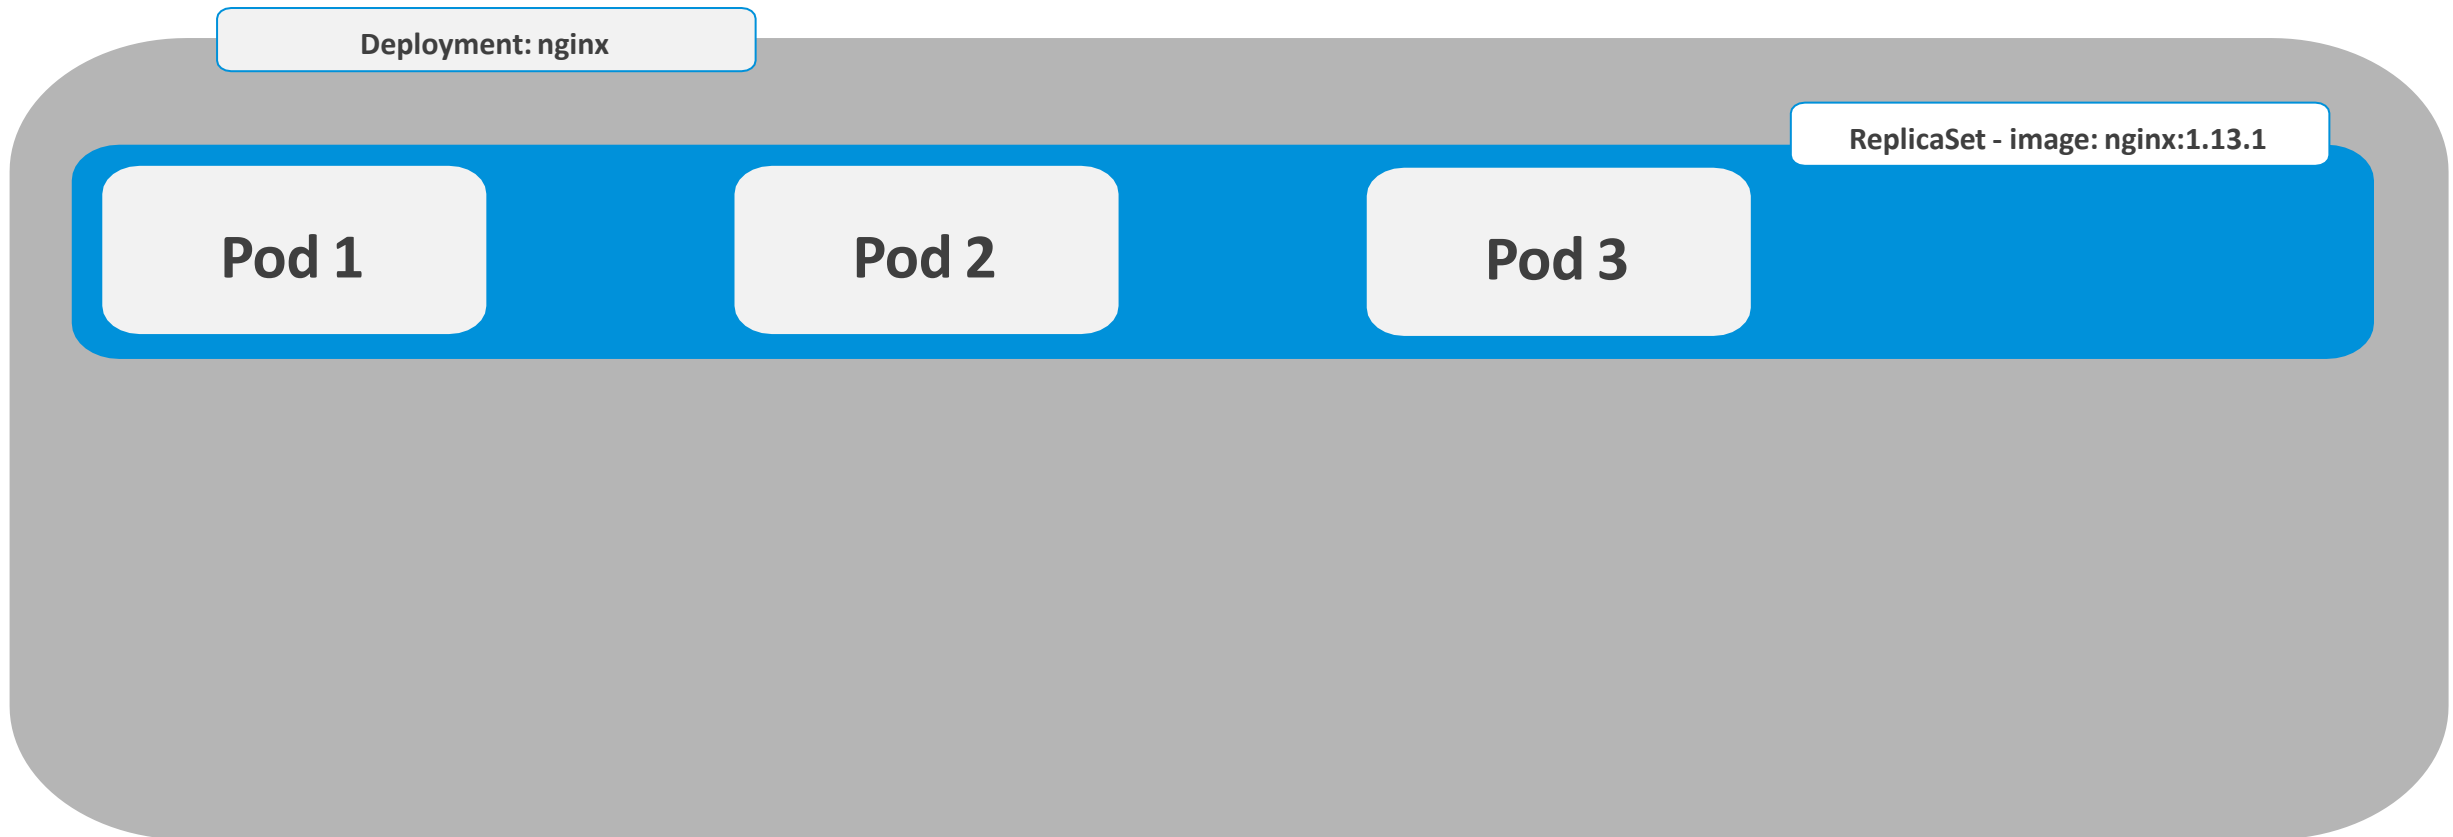 Deployment: nginx
ReplicaSet - image: nginx:1.13.1
Pod 1
Pod 2
Pod 3